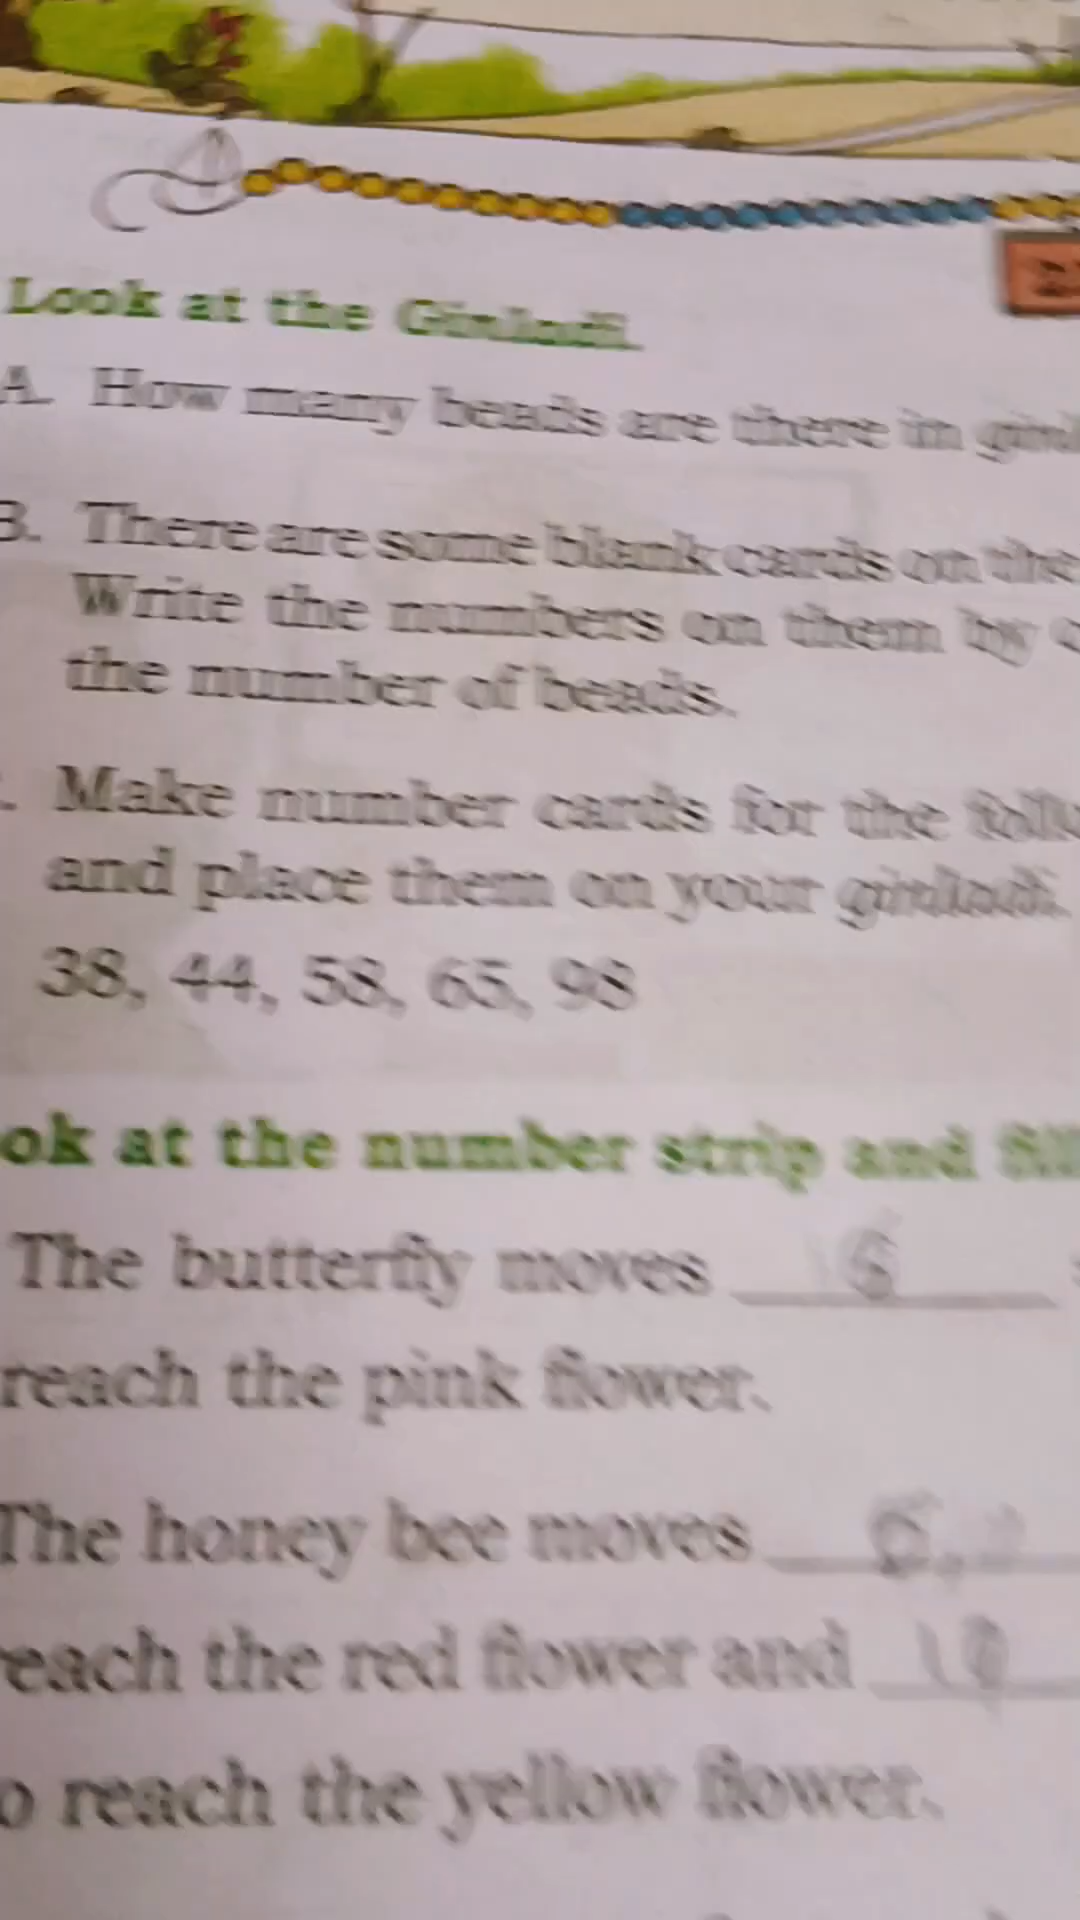 Look at the Ginladi.
A. How many beads are there in
B. There are some blank cards on the
Write the numbers on them by
the number of beads.
Make number cards for the
and place them on your ginladi.
38, 44, 58, 65, 98
ok at the number strip and fill
The butterfly moves
reach the pink flower.
The honey bee moves
reach the red flower and
o reach the yellow flower.